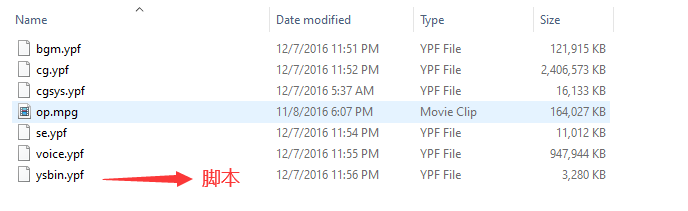 Name Date modified Type Size
bgm.ypf 12/7/2016 11:51 PM YPF File 121,915 KB
cg.ypf 12/7/2016 11:52 PM YPF File 2,406,573 KB
cgsys.ypf 12/7/2016 5:37 AM YPF File 16,133 KB
op.mpg 11/8/2016 6:07 PM Movie Clip 164,027 KB
se.ypf 12/7/2016 11:54 PM YPF File 11,012 KB
voice.ypf 12/7/2016 11:55 PM YPF File 947,944 KB
ysbin.ypf 脚本 12/7/2016 11:56 PM YPF File 3,280 KB